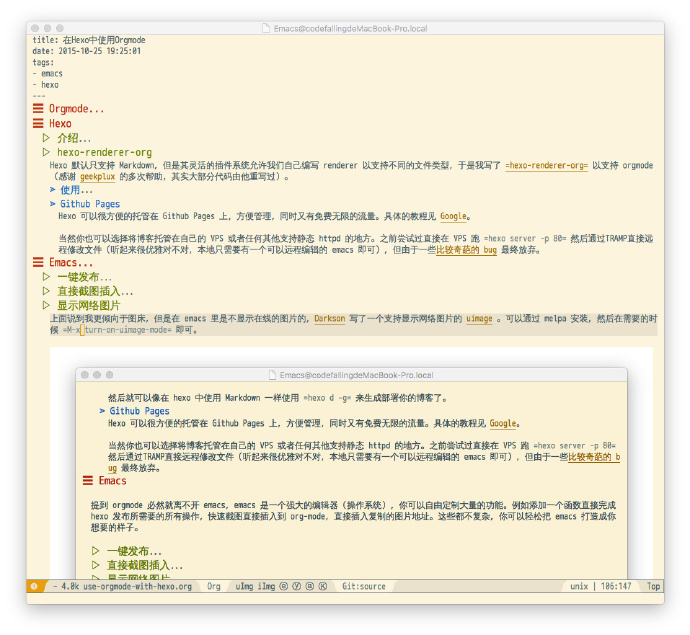 Emacs@codefallingdeMacBook-Pro.local
title: 在Hexo中使用Orgmode
date: 2015-10-25 19:25:01
tags:
- emacs
- hexo
---
Orgmode...
Hexo
介绍...
hexo-renderer-org
Hexo 默认只支持 Markdown，但是其灵活的插件系统允许我们自己编写 renderer 以支持不同的文件类型，于是我写了 =hexo-renderer-org= 以支持 orgmode
（感谢 geekplux 的多次帮助，其实大部分代码由他重写过）。
使用...
Github Pages
Hexo 可以很方便的托管在 Github Pages 上，方便管理，同时又有免费无限的流量。具体的教程见 Google。
当然你也可以选择将博客托管在自己的 VPS 或者任何其他支持静态 httpd 的地方。之前尝试过直接在 VPS 跑 =hexo server -p 80= 然后通过TRAMP直接远
程修改文件（听起来很优雅对不对，本地只需要有一个可以远程编辑的 emacs 即可），但由于一些比较奇葩的 bug 最终放弃。
Emacs...
一键发布...
直接截图插入...
显示网络图片
上面说到我更倾向于图床，但是在 emacs 里是不显示在线的图片的，Darkson 写了一个支持显示网络图片的 uimage 。可以通过 melpa 安装，然后在需要的时
候 =M-x turn-on-uimage-mode= 即可。
Emacs@codefallingdeMacBook-Pro.local
然后就可以像在 hexo 中使用 Markdown 一样使用 =hexo d -g= 来生成部署你的博客了。
Github Pages
Hexo 可以很方便的托管在 Github Pages 上，方便管理，同时又有免费无限的流量。具体的教程见 Google。
当然你也可以选择将博客托管在自己的 VPS 或者任何其他支持静态 httpd 的地方。之前尝试过直接在 VPS 跑 =hexo server -p 80=
然后通过TRAMP直接远程修改文件（听起来很优雅对不对，本地只需要有一个可以远程编辑的 emacs 即可），但由于一些比较奇葩的 b
ug 最终放弃。
Emacs
提到 orgmode 必然就离不开 emacs, emacs 是一个强大的编辑器（操作系统），你可以自由定制大量的功能。例如添加一个函数直接完成
hexo 发布所需要的所有操作，快速截图直接插入到 org-mode，直接插入复制的图片地址。这些都不复杂，你可以轻松把 emacs 打造成你
想要的样子。
一键发布...
直接截图插入...
显示网络图片
- 4.0k use-orgmode-with-hexo.org Org uImg iImg ⓔ ⓨ ⓐ Ⓚ Git:source unix | 106:147 Top